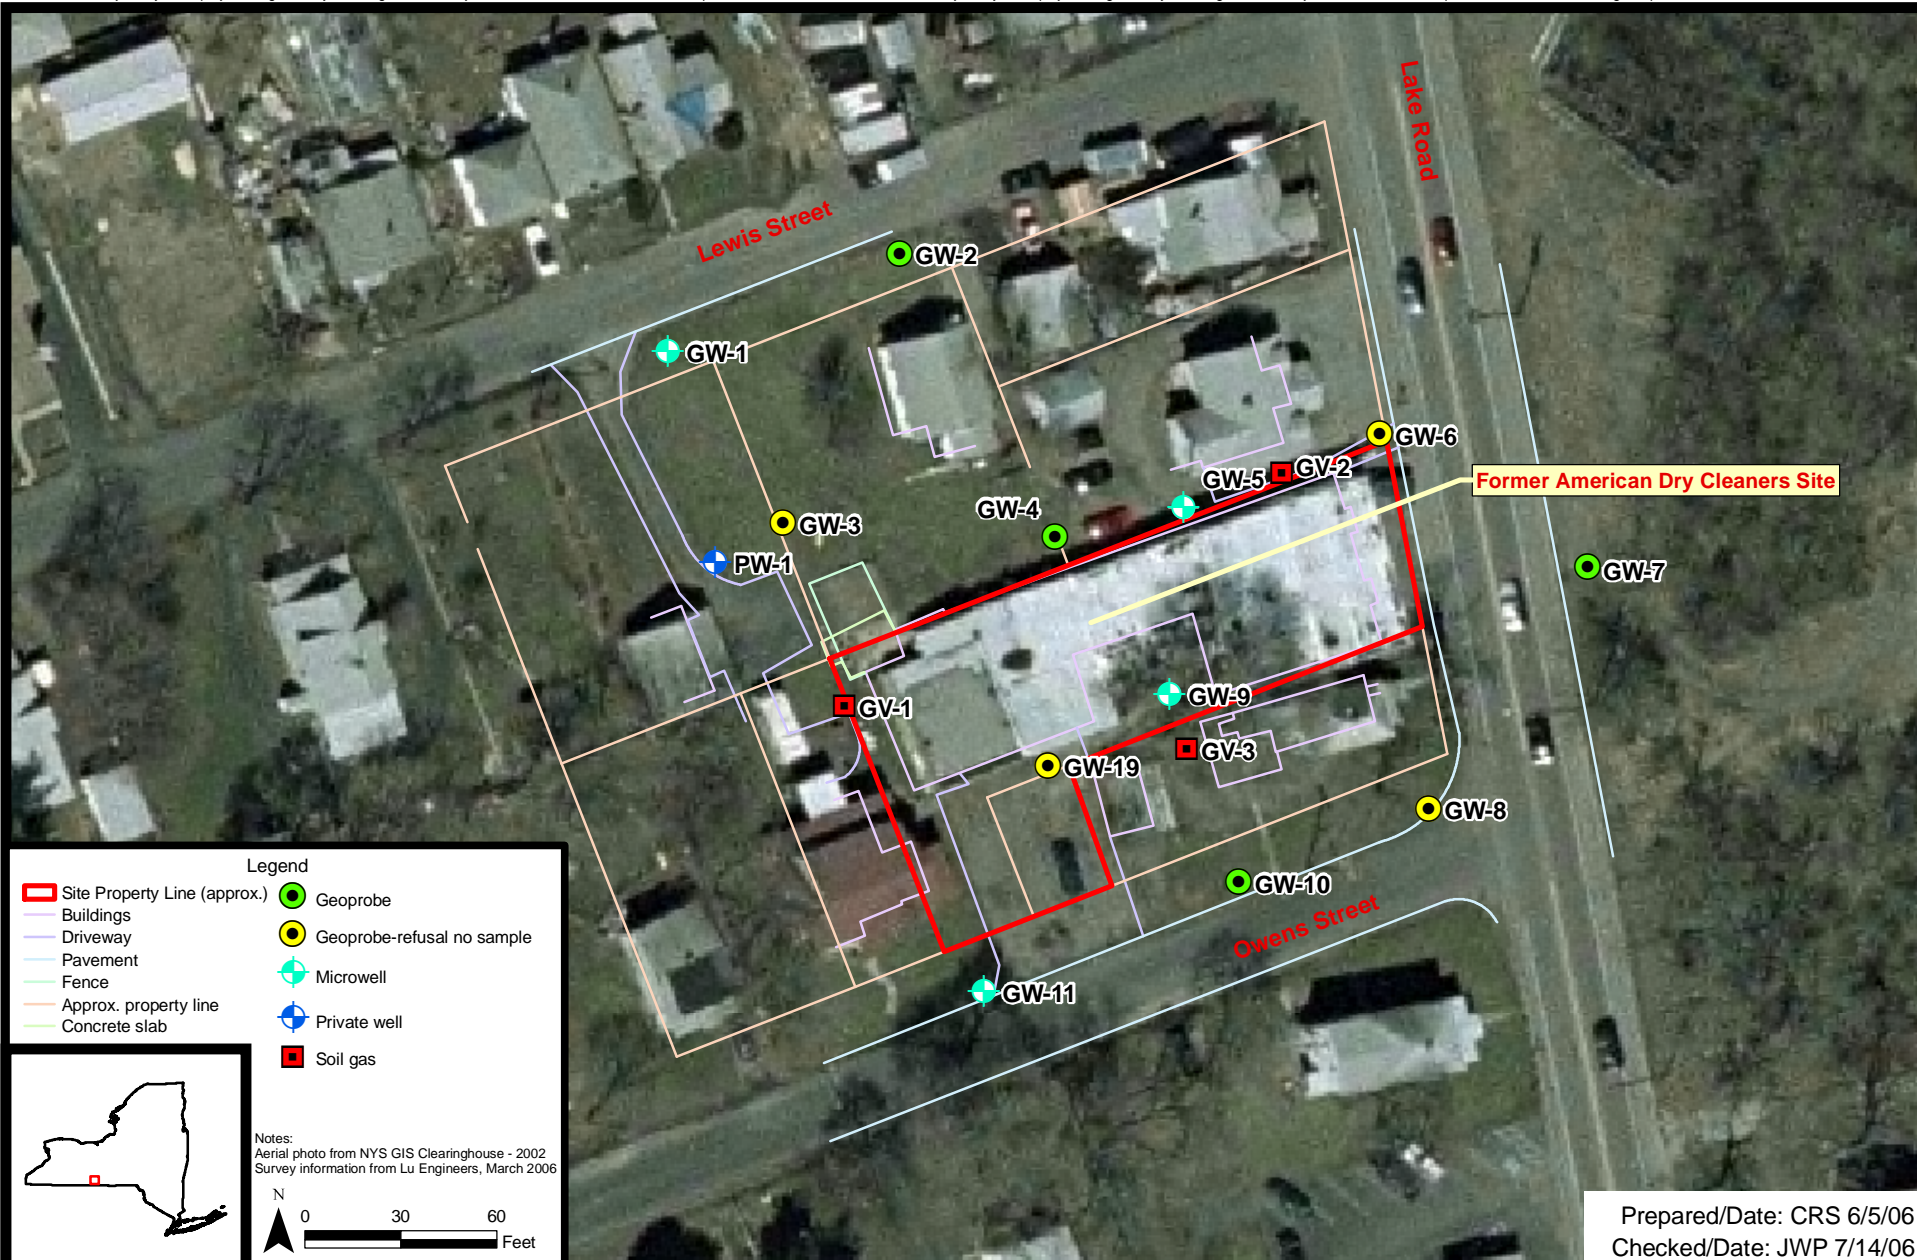 Lake Road
Lewis Street
GW-2
GW-1
GW-6
GV-2
GW-5
Former American Dry Cleaners Site
GW-4
GW-3
PW-1
GW-7
GW-9
GV-1
GV-3
GW-19
GW-8
GW-10
Owens Street
GW-11
Legend
Site Property Line (approx.)
Buildings
Driveway
Pavement
Fence
Approx. property line
Concrete slab
Geoprobe
Geoprobe-refusal no sample
Microwell
Private well
Soil gas
Notes:
Aerial photo from NYS GIS Clearinghouse - 2002
Survey information from Lu Engineers, March 2006
N
0 30 60
Feet
Prepared/Date: CRS 6/5/06
Checked/Date: JWP 7/14/06